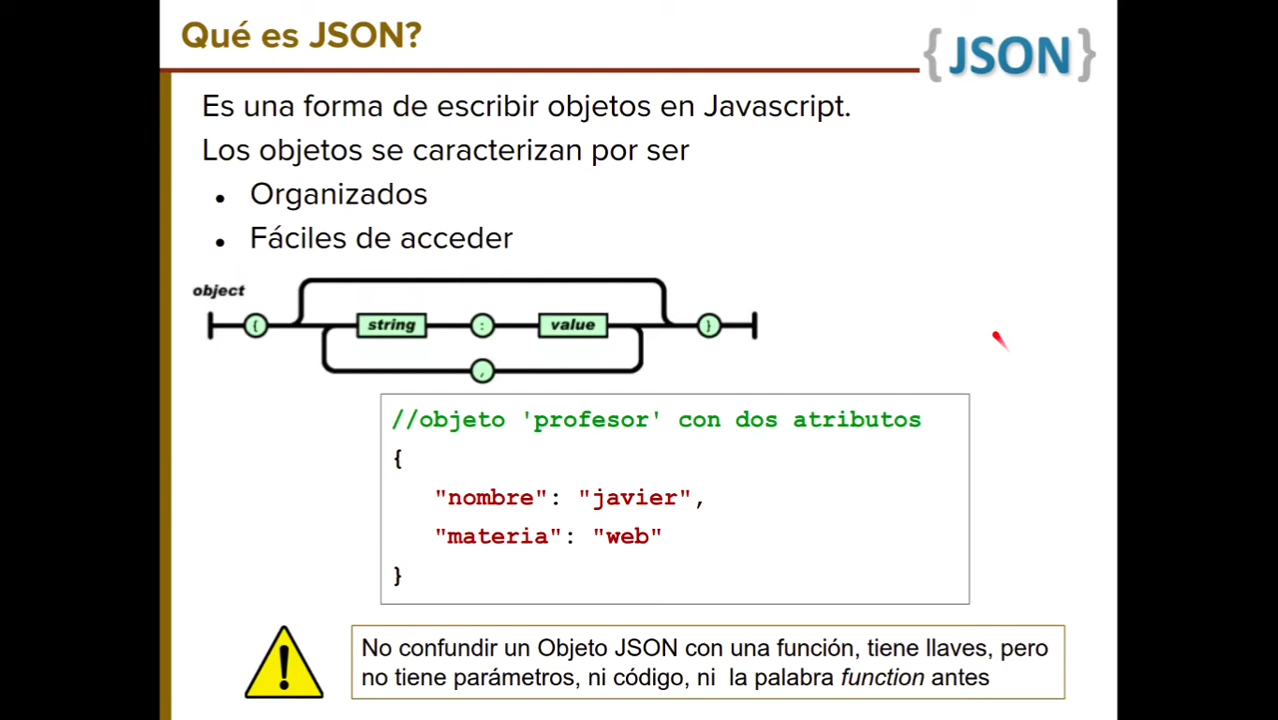 Qué es JSON?
{JSON}
Es una forma de escribir objetos en Javascript.
Los objetos se caracterizan por ser
● Organizados
● Fáciles de acceder
object
{ string : value }
,
//objeto 'profesor' con dos atributos
{
"nombre": "javier",
"materia": "web"
}
No confundir un Objeto JSON con una función, tiene llaves, pero
no tiene parámetros, ni código, ni la palabra function antes